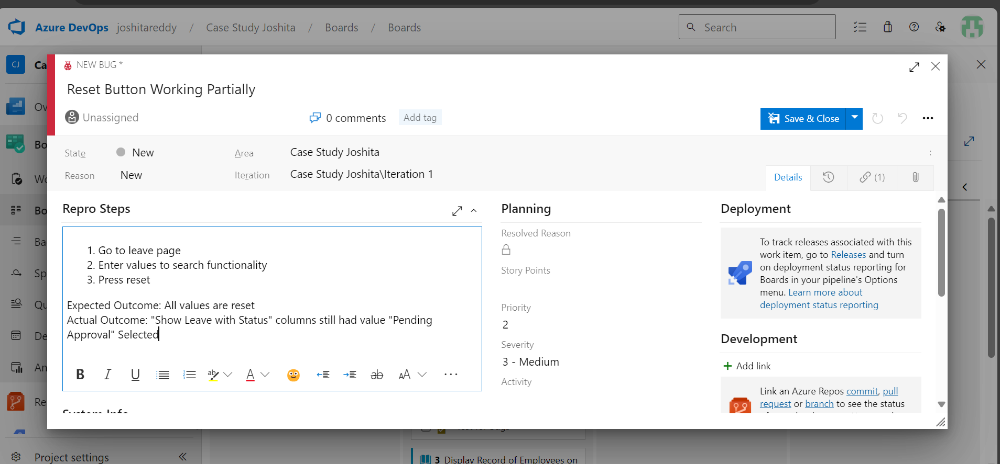 Azure DevOps joshitareddy / Case Study Joshita / Boards / Boards
Search
CJ
Ca
Ov
Bo
Wo
Bo
Ba
Sp
Qu
De
An
Re
Project settings
NEW BUG *
Reset Button Working Partially
Unassigned
0 comments
Add tag
Save & Close
State
New
Area
Case Study Joshita
Reason
New
Iteration
Case Study Joshita\Iteration 1
Details
(1)
Repro Steps
1. Go to leave page
2. Enter values to search functionality
3. Press reset
Expected Outcome: All values are reset
Actual Outcome: "Show Leave with Status" columns still had value "Pending
Approval" Selected
B I U ab A ab AA
System Info
Planning
Resolved Reason
Story Points
Priority
2
Severity
3 - Medium
Activity
Deployment
To track releases associated with this
work item, go to Releases and turn
on deployment status reporting for
Boards in your pipeline's Options
menu. Learn more about
deployment status reporting
Development
+ Add link
Link an Azure Repos commit, pull
request or branch to see the status
3 Display Record of Employees on